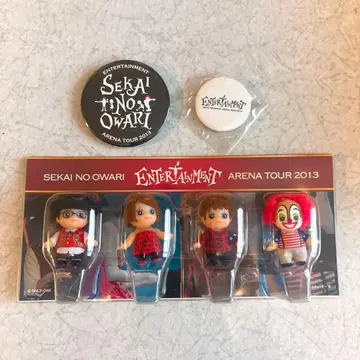 ENTERTAINMENT
SEKAI
NO
OWARI
ARENA TOUR 2013
ENTERTAINMENT
SEKAI NO OWARI ENTERTAINMENT ARENA TOUR 2013